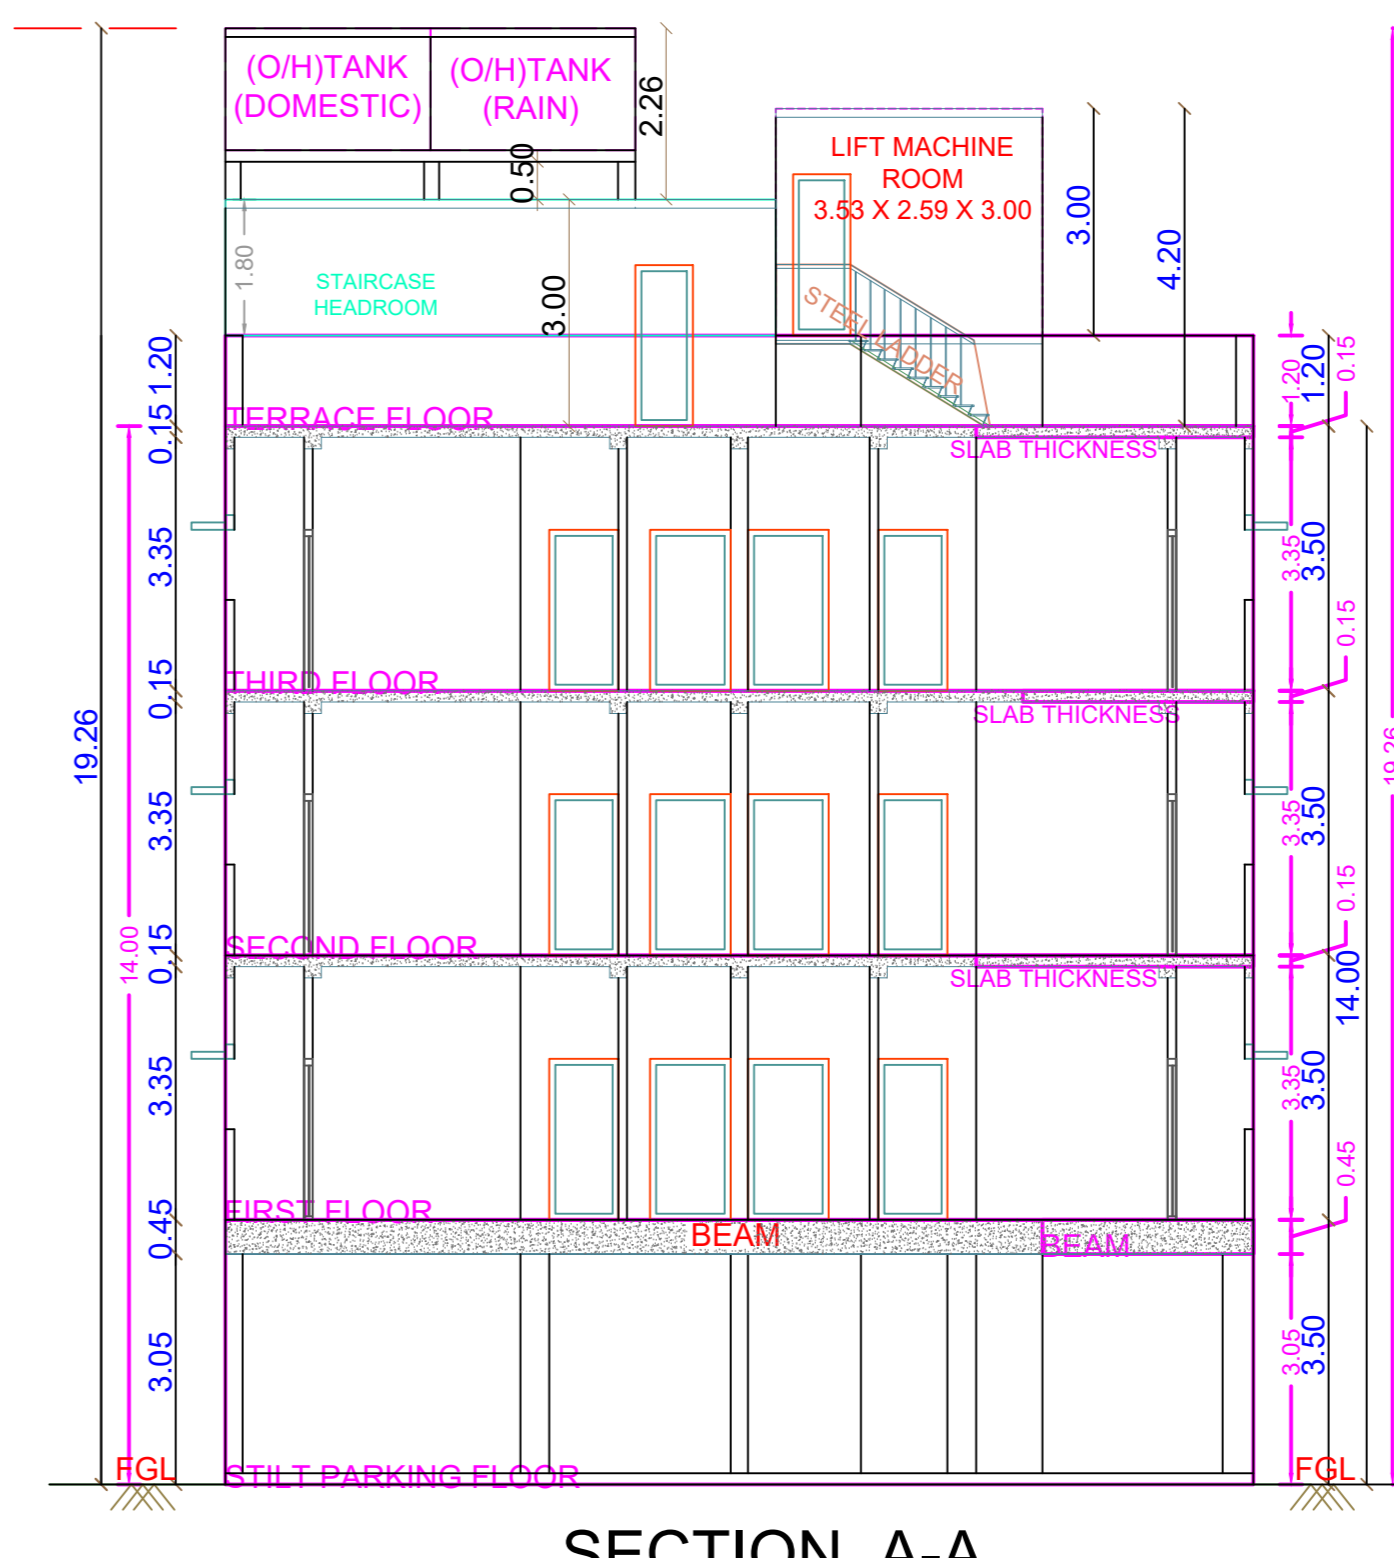 (O/H)TANK
(DOMESTIC)
(O/H)TANK
(RAIN)
2.26
0.50
LIFT MACHINE
ROOM
3.53 X 2.59 X 3.00
3.00
4.20
1.80
STAIRCASE
HEADROOM
3.00
STEEL LADDER
1.20
0.15
1.20
1.20
0.15
TERRACE FLOOR
SLAB THICKNESS
3.35
3.35
3.50
0.15
0.15
THIRD FLOOR
SLAB THICKNESS
19.26
19.26
3.35
3.35
3.50
0.15
0.15
SECOND FLOOR
SLAB THICKNESS
14.00
14.00
3.35
3.35
3.50
0.45
0.45
FIRST FLOOR
BEAM
BEAM
3.05
3.05
3.50
FGL
STILT PARKING FLOOR
FGL
SECTION A-A